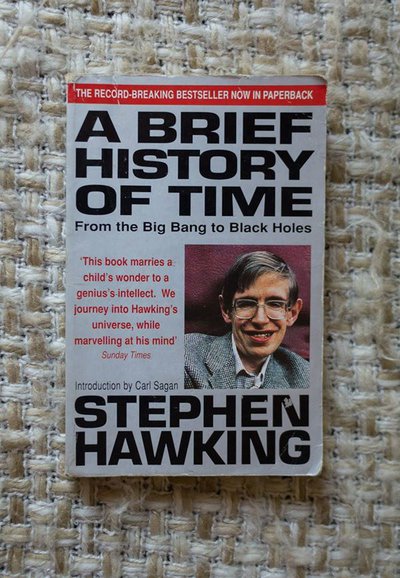 THE RECORD-BREAKING BESTSELLER NOW IN PAPERBACK
A BRIEF
HISTORY
OF TIME
From the Big Bang to Black Holes
'This book marries a
child's wonder to a
genius's intellect. We
journey into Hawking's
universe, while
marvelling at his mind'
Sunday Times
Introduction by Carl Sagan
STEPHEN
HAWKING